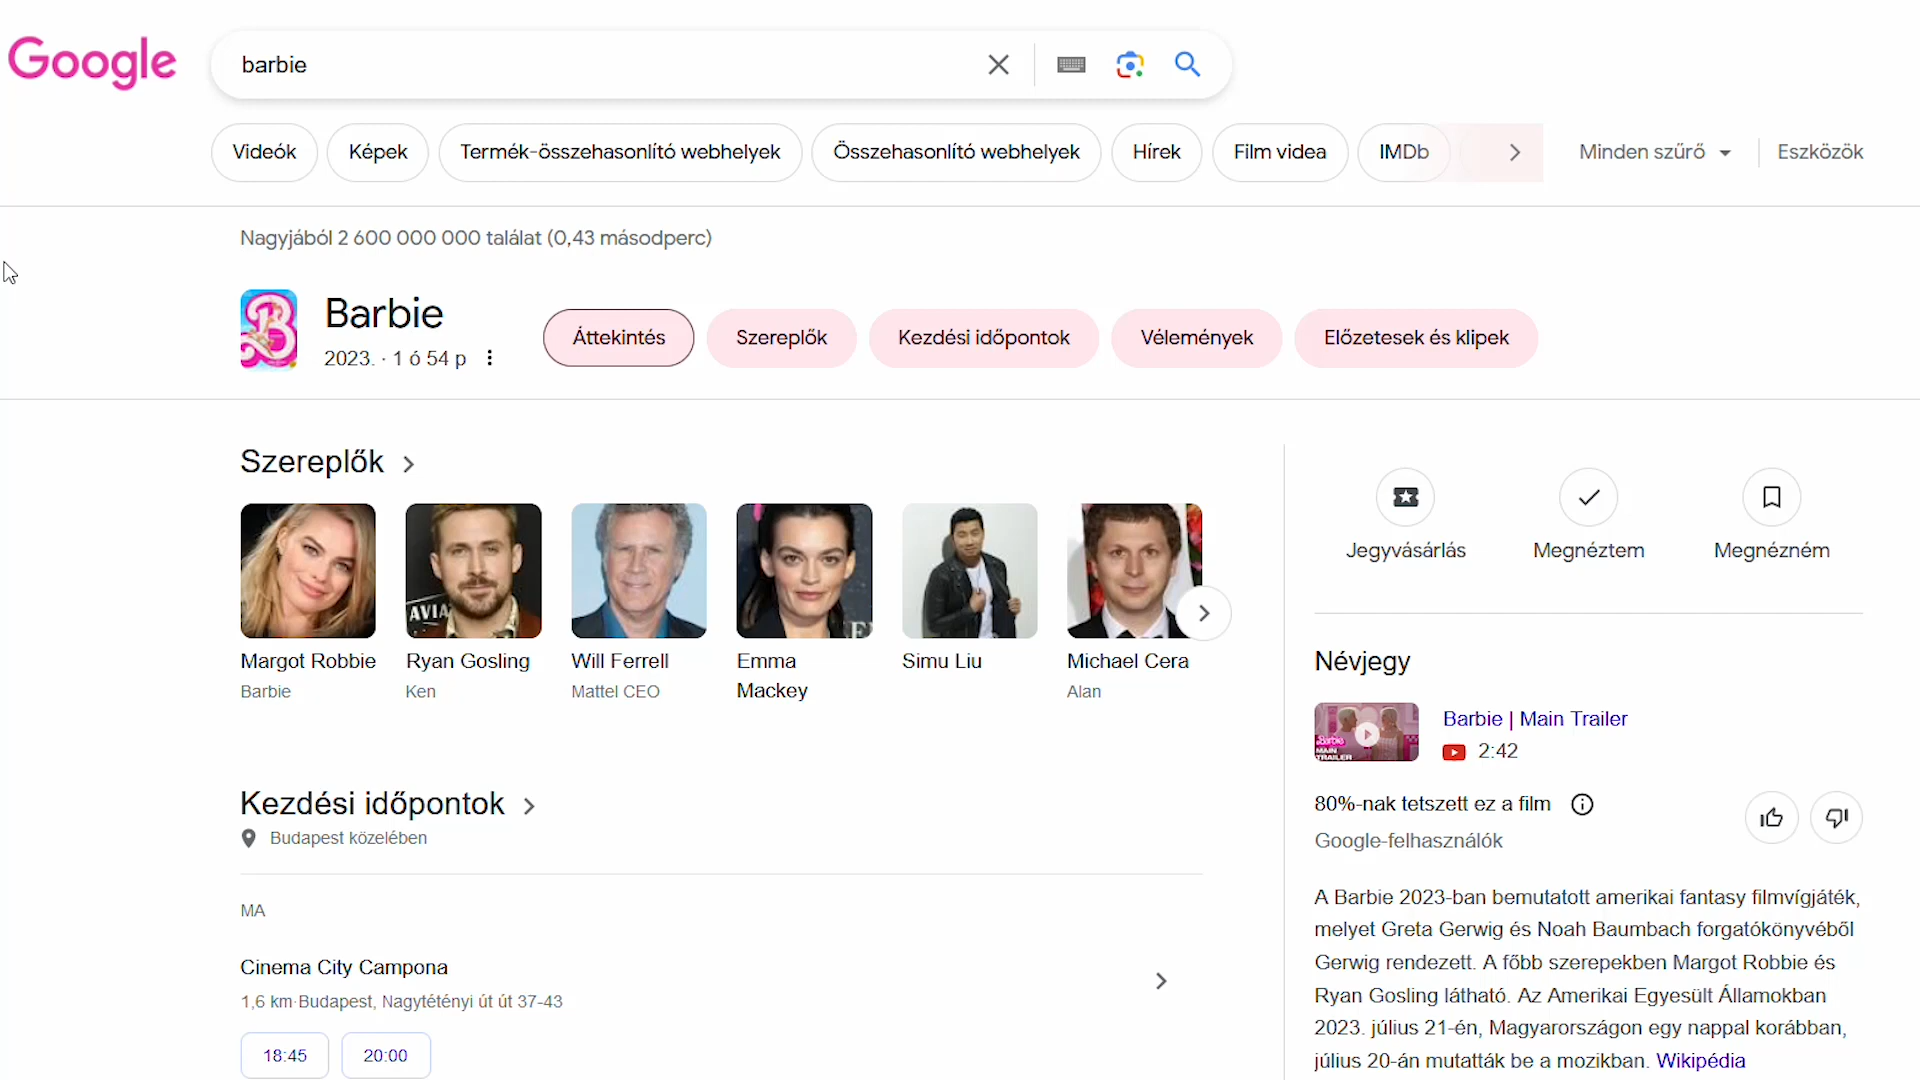 Google
barbie
Videók
Képek
Termék-összehasonlító webhelyek
Összehasonlító webhelyek
Hírek
Film videa
IMDb
Minden szűrő
Eszközök
Nagyjából 2 600 000 000 találat (0,43 másodperc)
B
Barbie
2023. · 1 ó 54 p
Áttekintés
Szereplők
Kezdési időpontok
Vélemények
Előzetesek és klipek
Szereplők
AVIA
E
Margot Robbie
Barbie
Ryan Gosling
Ken
Will Ferrell
Mattel CEO
Emma
Mackey
Simu Liu
Michael Cera
Alan
Kezdési időpontok
Budapest közelében
MA
Cinema City Campona
1,6 km·Budapest, Nagytétényi út út 37-43
18:45
20:00
Jegyvásárlás
Megnéztem
Megnézném
Névjegy
Barbie
MAIN
TRAILER
Barbie | Main Trailer
2:42
80%-nak tetszett ez a film
Google-felhasználók
A Barbie 2023-ban bemutatott amerikai fantasy filmvígjáték,
melyet Greta Gerwig és Noah Baumbach forgatókönyvéből
Gerwig rendezett. A főbb szerepekben Margot Robbie és
Ryan Gosling látható. Az Amerikai Egyesült Államokban
2023. július 21-én, Magyarországon egy nappal korábban,
július 20-án mutatták be a mozikban. Wikipédia